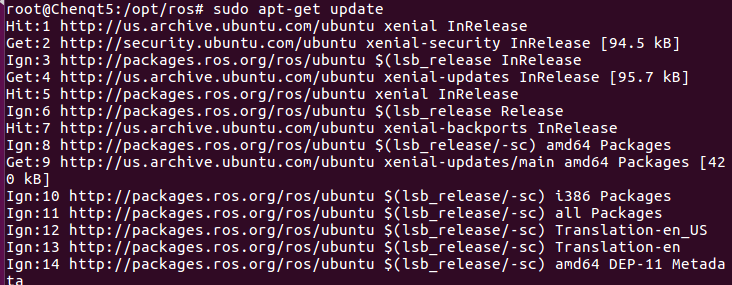 root@Chenqt5:/opt/ros# sudo apt-get update
Hit:1 http://us.archive.ubuntu.com/ubuntu xenial InRelease
Get:2 http://security.ubuntu.com/ubuntu xenial-security InRelease [94.5 kB]
Ign:3 http://packages.ros.org/ros/ubuntu $(lsb_release InRelease
Get:4 http://us.archive.ubuntu.com/ubuntu xenial-updates InRelease [95.7 kB]
Hit:5 http://packages.ros.org/ros/ubuntu xenial InRelease
Ign:6 http://packages.ros.org/ros/ubuntu $(lsb_release Release
Hit:7 http://us.archive.ubuntu.com/ubuntu xenial-backports InRelease
Ign:8 http://packages.ros.org/ros/ubuntu $(lsb_release/-sc) amd64 Packages
Get:9 http://us.archive.ubuntu.com/ubuntu xenial-updates/main amd64 Packages [42
0 kB]
Ign:10 http://packages.ros.org/ros/ubuntu $(lsb_release/-sc) i386 Packages
Ign:11 http://packages.ros.org/ros/ubuntu $(lsb_release/-sc) all Packages
Ign:12 http://packages.ros.org/ros/ubuntu $(lsb_release/-sc) Translation-en_US
Ign:13 http://packages.ros.org/ros/ubuntu $(lsb_release/-sc) Translation-en
Ign:14 http://packages.ros.org/ros/ubuntu $(lsb_release/-sc) amd64 DEP-11 Metada
ta